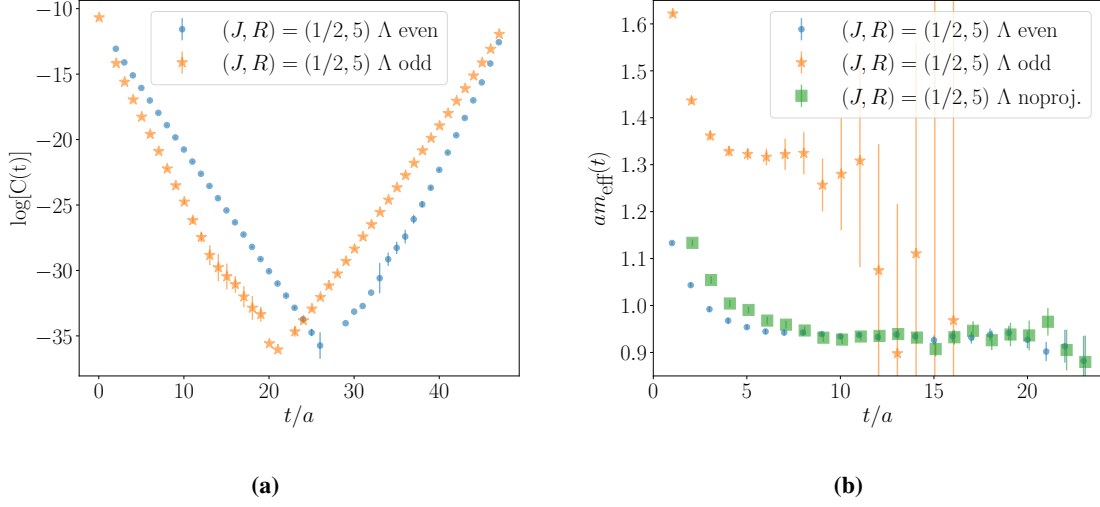 (J, R) = (1/2, 5) Λ even
(J, R) = (1/2, 5) Λ odd
log[C(t)]
−10
−15
−20
−25
−30
−35
0
10
20
30
40
t/a
(a)
(J, R) = (1/2, 5) Λ even
(J, R) = (1/2, 5) Λ odd
(J, R) = (1/2, 5) Λ noproj.
am_eff(t)
1.6
1.5
1.4
1.3
1.2
1.1
1.0
0.9
0
5
10
15
20
t/a
(b)